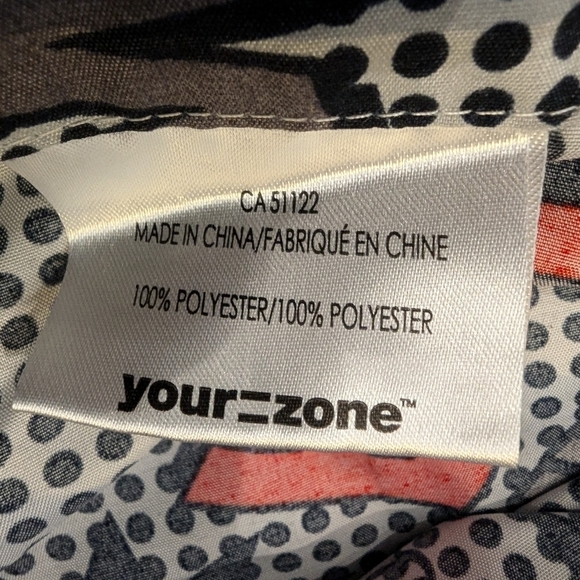 CA 51122
MADE IN CHINA/FABRIQUÉ EN CHINE
100% POLYESTER/100% POLYESTER
your=zone™